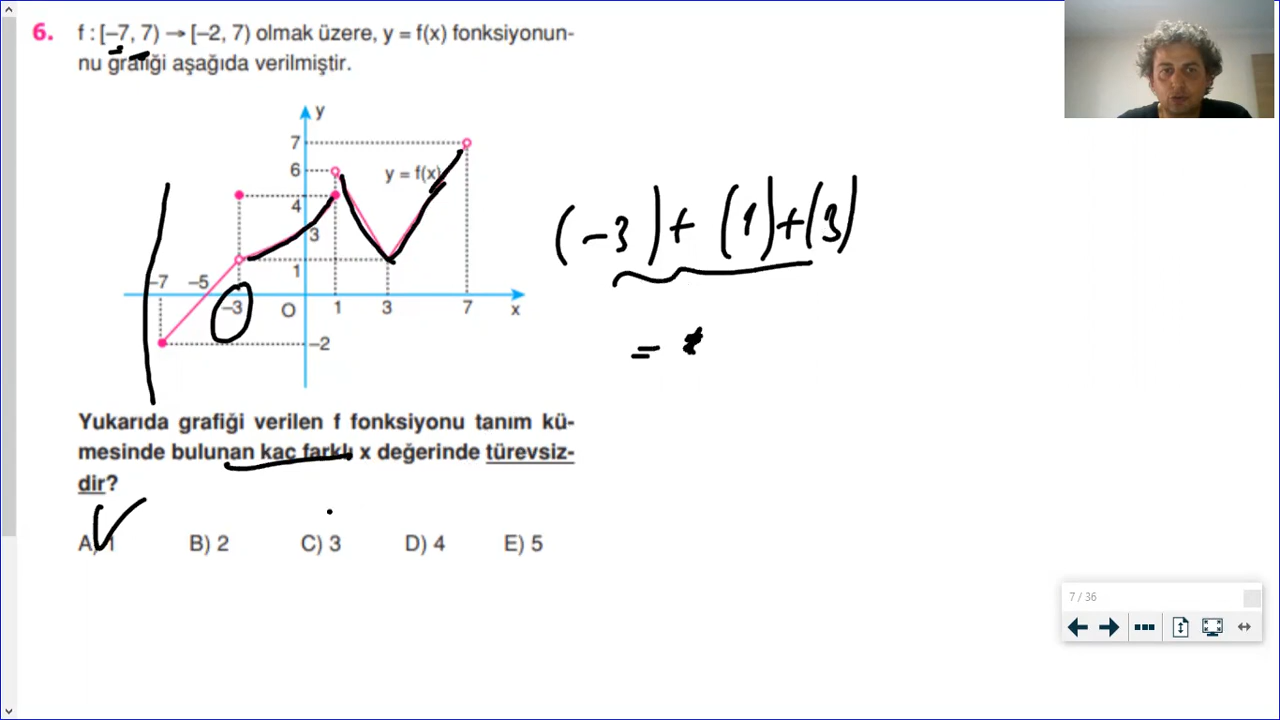 6. f : [–7, 7) → [–2, 7) olmak üzere, y = f(x) fonksiyonun-
nu grafiği aşağıda verilmiştir.
y
7
6
y = f(x)
4
3
1
–7 –5 –3 O 1 3 7 x
–2
(-3) + (1) + (3)
=
Yukarıda grafiği verilen f fonksiyonu tanım kü-
mesinde bulunan kaç farklı x değerinde türevsiz-
dir?
A) 1 B) 2 C) 3 D) 4 E) 5
7 / 36